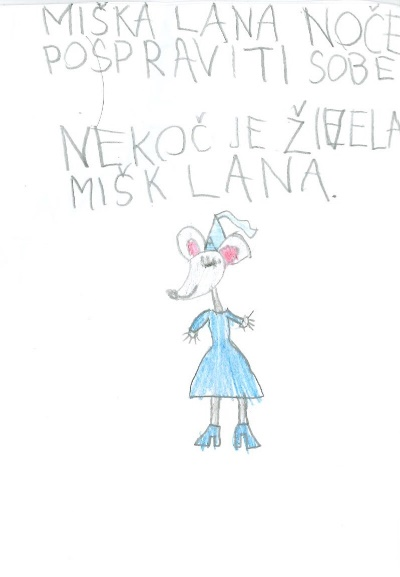 MIŠKA LANA NOČE
POSPRAVITI SOBE
NEKOČ JE ŽIVELA
MIŠK LANA.